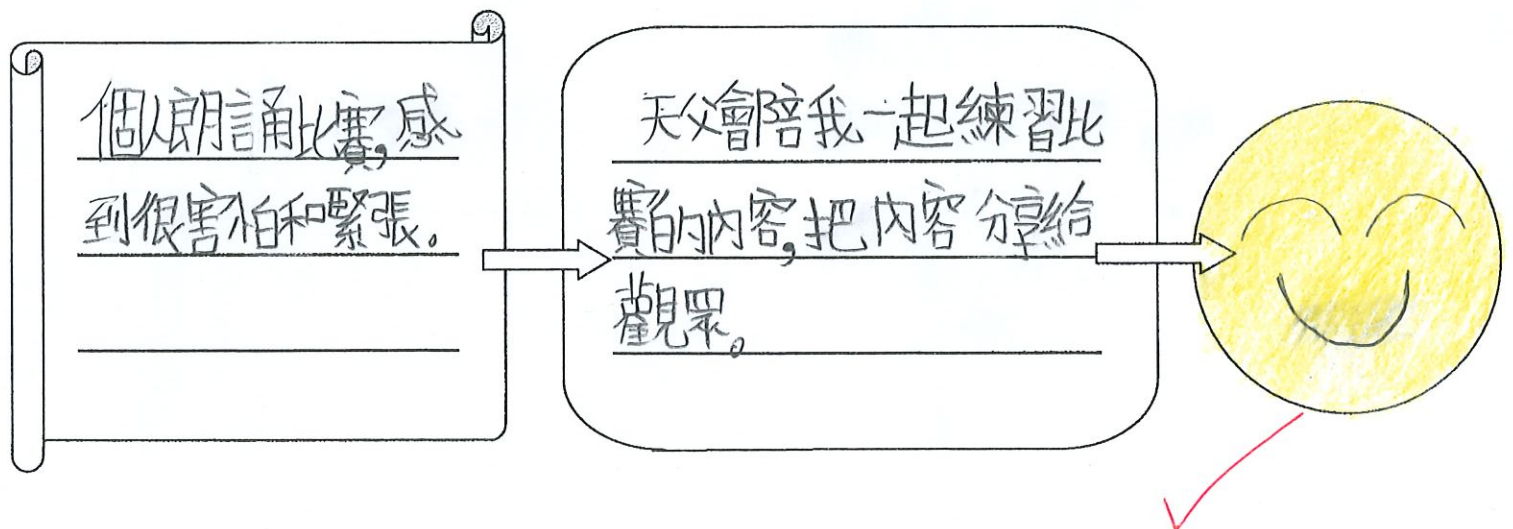 個人朗誦比賽,感
到很害怕和緊張。
天父會陪我一起練習比
賽的內容,把內容分享給
觀眾。